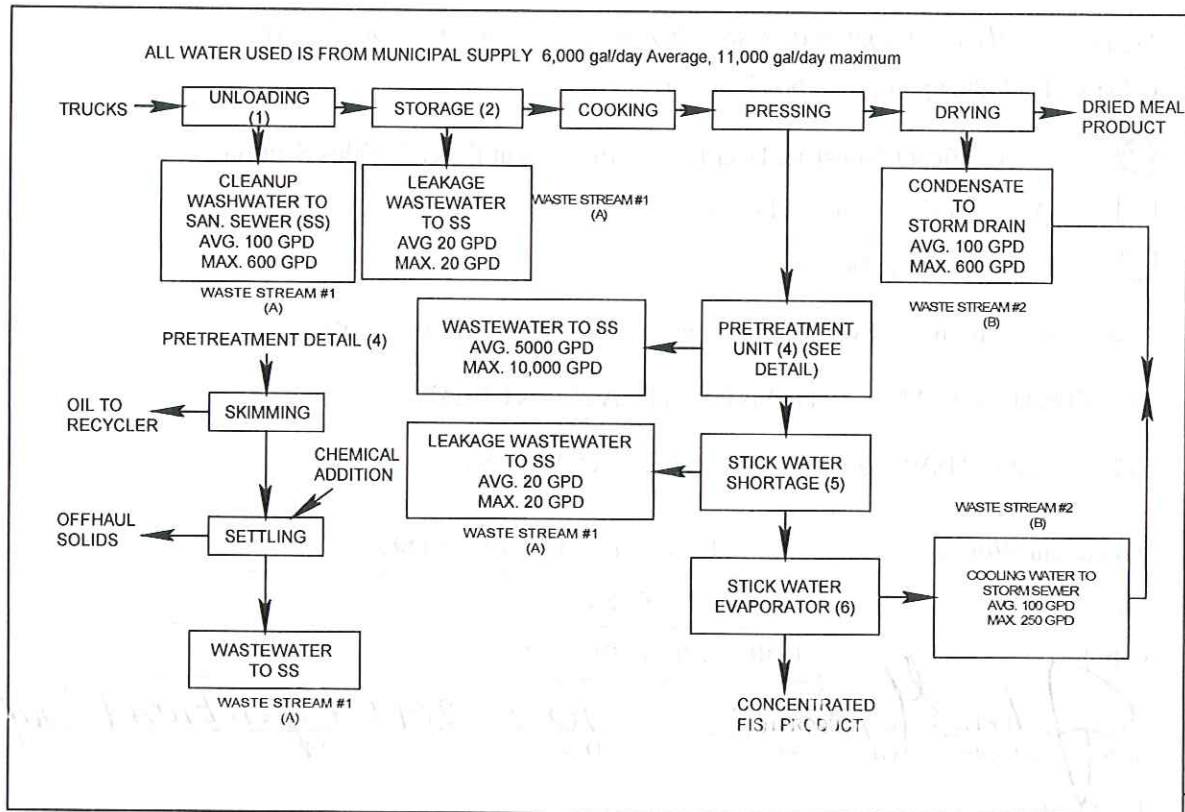 ALL WATER USED IS FROM MUNICIPAL SUPPLY 6,000 gal/day Average, 11,000 gal/day maximum
TRUCKS
UNLOADING
(1)
STORAGE (2)
COOKING
PRESSING
DRYING
DRIED MEAL
PRODUCT
CLEANUP
WASHWATER TO
SAN. SEWER (SS)
AVG. 100 GPD
MAX. 600 GPD
WASTE STREAM #1
(A)
LEAKAGE
WASTEWATER
TO SS
AVG 20 GPD
MAX. 20 GPD
WASTE STREAM #1
(A)
CONDENSATE
TO
STORM DRAIN
AVG. 100 GPD
MAX. 600 GPD
WASTE STREAM #2
(B)
PRETREATMENT DETAIL (4)
WASTEWATER TO SS
AVG. 5000 GPD
MAX. 10,000 GPD
PRETREATMENT
UNIT (4) (SEE
DETAIL)
OIL TO
RECYCLER
SKIMMING
CHEMICAL
ADDITION
LEAKAGE WASTEWATER
TO SS
AVG. 20 GPD
MAX. 20 GPD
WASTE STREAM #1
(A)
STICK WATER
SHORTAGE (5)
OFFHAUL
SOLIDS
SETTLING
WASTE STREAM #2
(B)
STICK WATER
EVAPORATOR (6)
COOLING WATER TO
STORM SEWER
AVG. 100 GPD
MAX. 250 GPD
WASTEWATER
TO SS
WASTE STREAM #1
(A)
CONCENTRATED
FISH PRODUCT